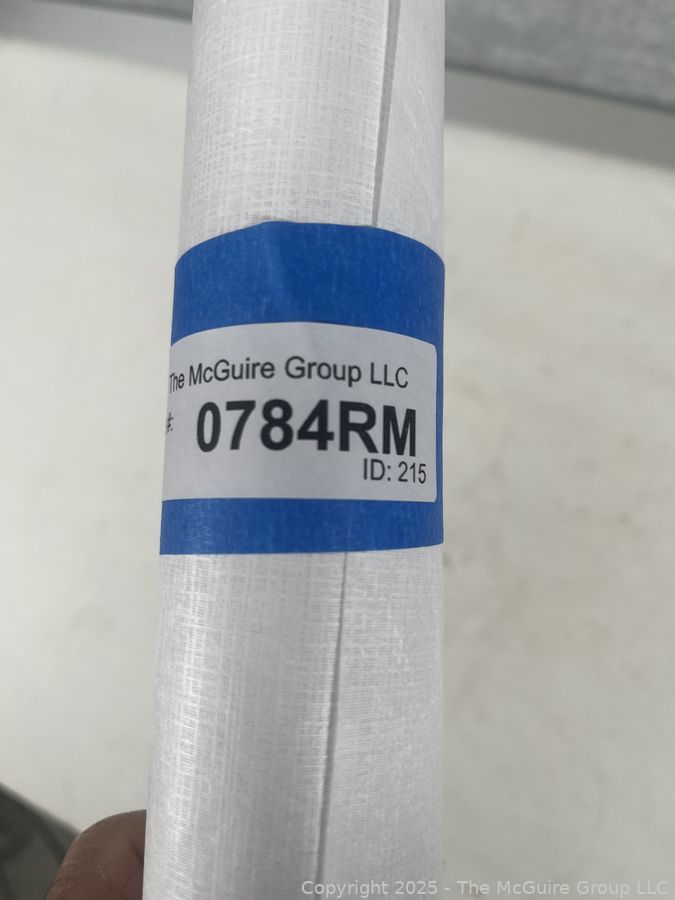 The McGuire Group LLC
#: 0784RM
ID: 215
Copyright 2025 - The McGuire Group LLC